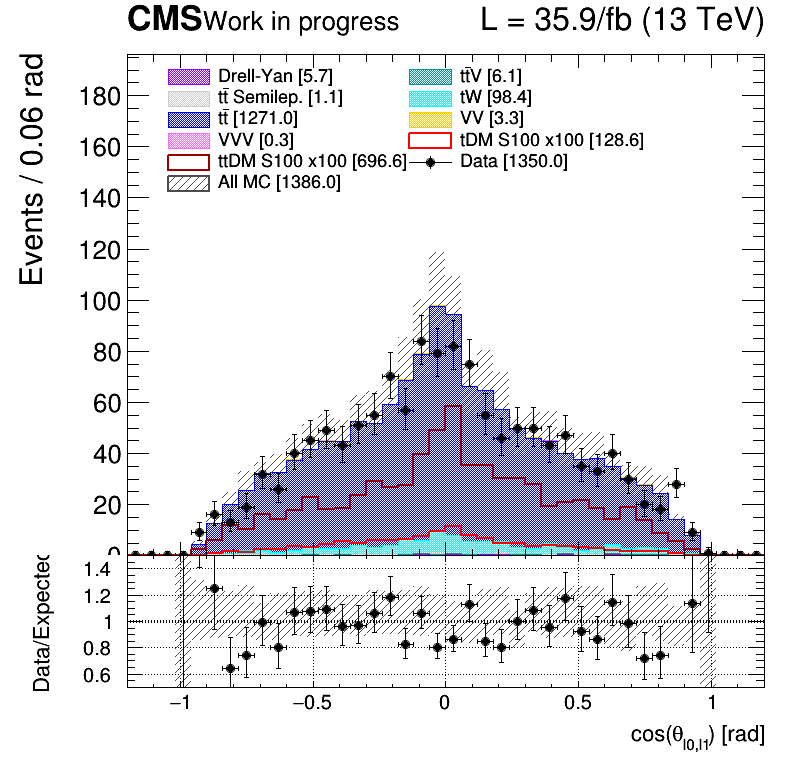 CMS Work in progress L = 35.9/fb (13 TeV)
Events / 0.06 rad
Drell-Yan [5.7] tt̄V [6.1]
tt̄ Semilep. [1.1] tW [98.4]
tt̄ [1271.0] VV [3.3]
VVV [0.3] tDM S100 x100 [128.6]
ttDM S100 x100 [696.6] Data [1350.0]
All MC [1386.0]
180
160
140
120
100
80
60
40
20
0
Data/Expected
1.4
1.2
1
0.8
0.6
−1 −0.5 0 0.5 1
cos(θ_l0,l1) [rad]